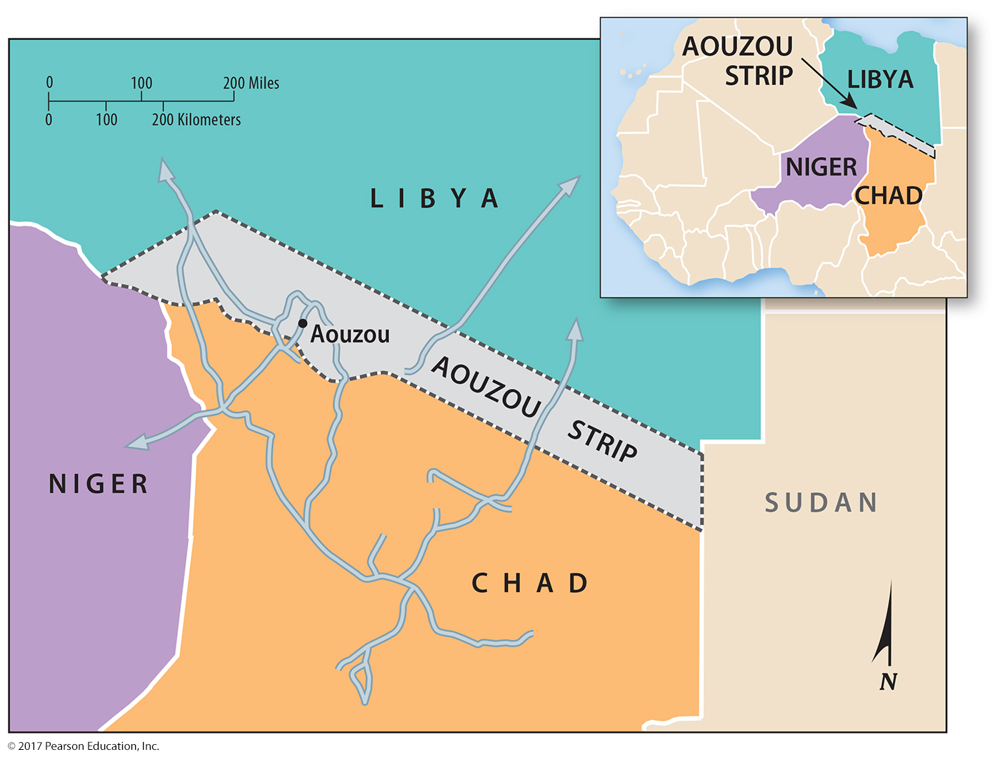 0 100 200 Miles
0 100 200 Kilometers
AOUZOU
STRIP
LIBYA
NIGER
CHAD
LIBYA
Aouzou
AOUZOU STRIP
NIGER
SUDAN
CHAD
N
© 2017 Pearson Education, Inc.